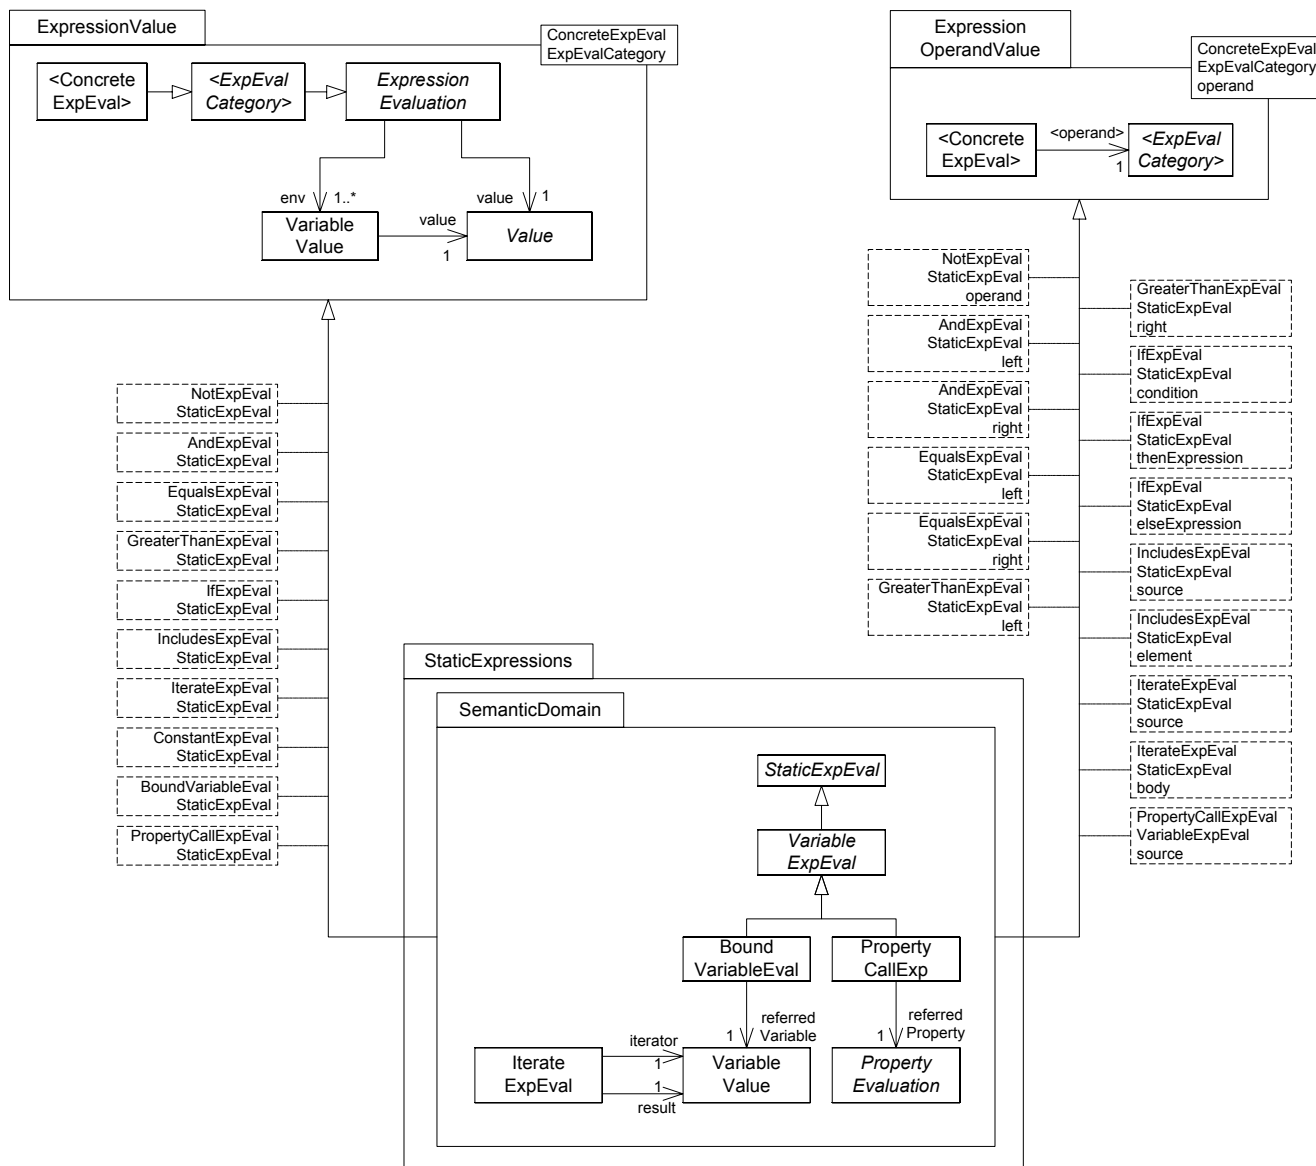 ExpressionValue
ConcreteExpEval
ExpEvalCategory
<Concrete
ExpEval>
<ExpEval
Category>
Expression
Evaluation
env
1..*
value
1
Variable
Value
value
1
Value
Expression
OperandValue
ConcreteExpEval
ExpEvalCategory
operand
<Concrete
ExpEval>
<operand>
1
<ExpEval
Category>
NotExpEval
StaticExpEval
AndExpEval
StaticExpEval
EqualsExpEval
StaticExpEval
GreaterThanExpEval
StaticExpEval
IfExpEval
StaticExpEval
IncludesExpEval
StaticExpEval
IterateExpEval
StaticExpEval
ConstantExpEval
StaticExpEval
BoundVariableEval
StaticExpEval
PropertyCallExpEval
StaticExpEval
NotExpEval
StaticExpEval
operand
AndExpEval
StaticExpEval
left
AndExpEval
StaticExpEval
right
EqualsExpEval
StaticExpEval
left
EqualsExpEval
StaticExpEval
right
GreaterThanExpEval
StaticExpEval
left
GreaterThanExpEval
StaticExpEval
right
IfExpEval
StaticExpEval
condition
IfExpEval
StaticExpEval
thenExpression
IfExpEval
StaticExpEval
elseExpression
IncludesExpEval
StaticExpEval
source
IncludesExpEval
StaticExpEval
element
IterateExpEval
StaticExpEval
source
IterateExpEval
StaticExpEval
body
PropertyCallExpEval
VariableExpEval
source
StaticExpressions
SemanticDomain
StaticExpEval
Variable
ExpEval
Bound
VariableEval
Property
CallExp
referred
Variable
1
referred
Property
1
Iterate
ExpEval
iterator
1
1
result
Variable
Value
Property
Evaluation